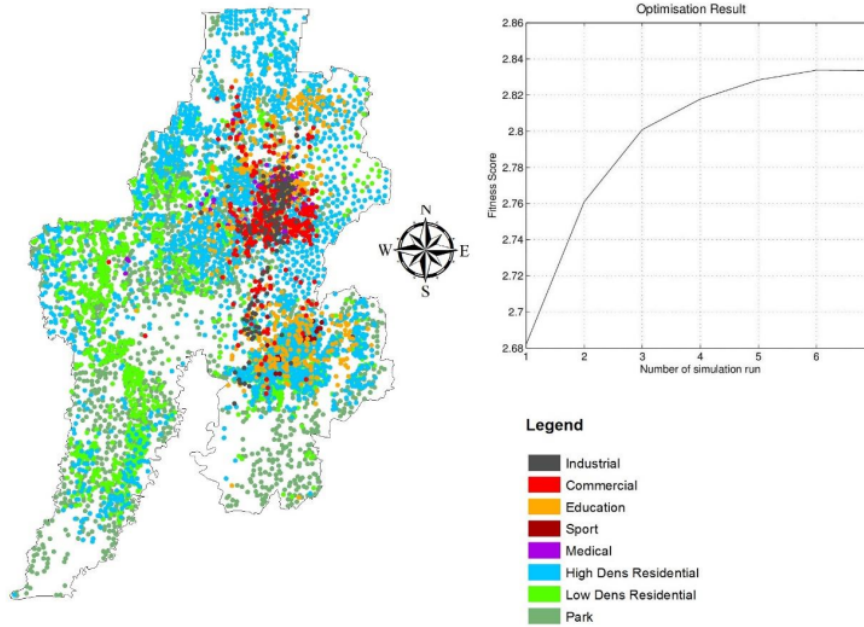 N
W
E
S
Optimisation Result
2.86
2.84
2.82
2.8
2.78
2.76
2.74
2.72
2.7
2.68
Fitness Score
1
2
3
4
5
6
Number of simulation run
Legend
Industrial
Commercial
Education
Sport
Medical
High Dens Residential
Low Dens Residential
Park